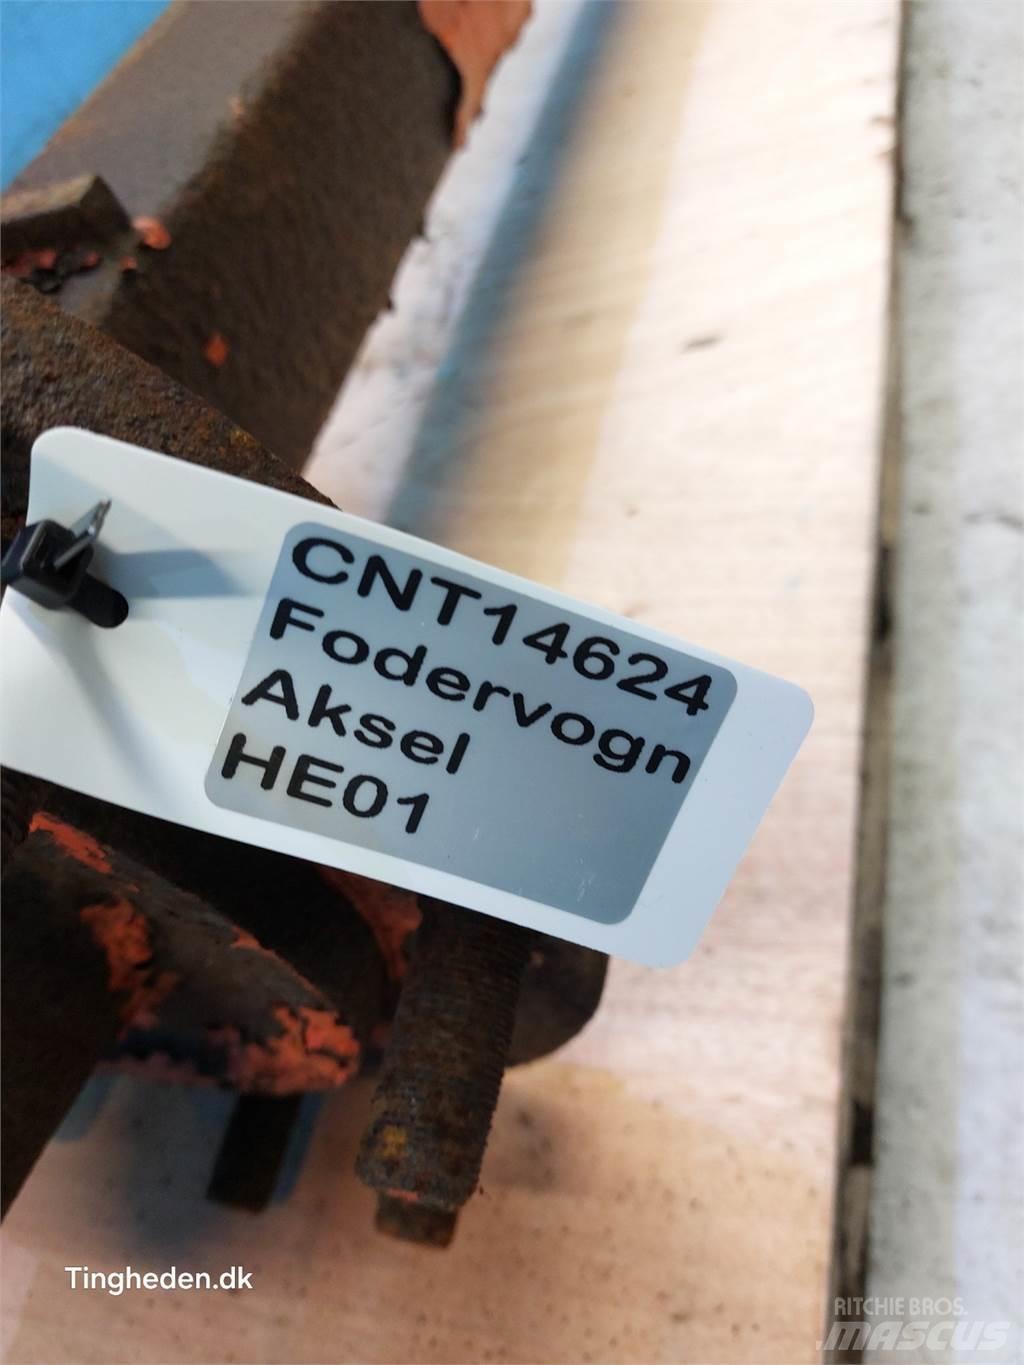 CNT14624
Fodervogn
Aksel
HE01
Tingheden.dk
RITCHIE BROS.
MASCUS